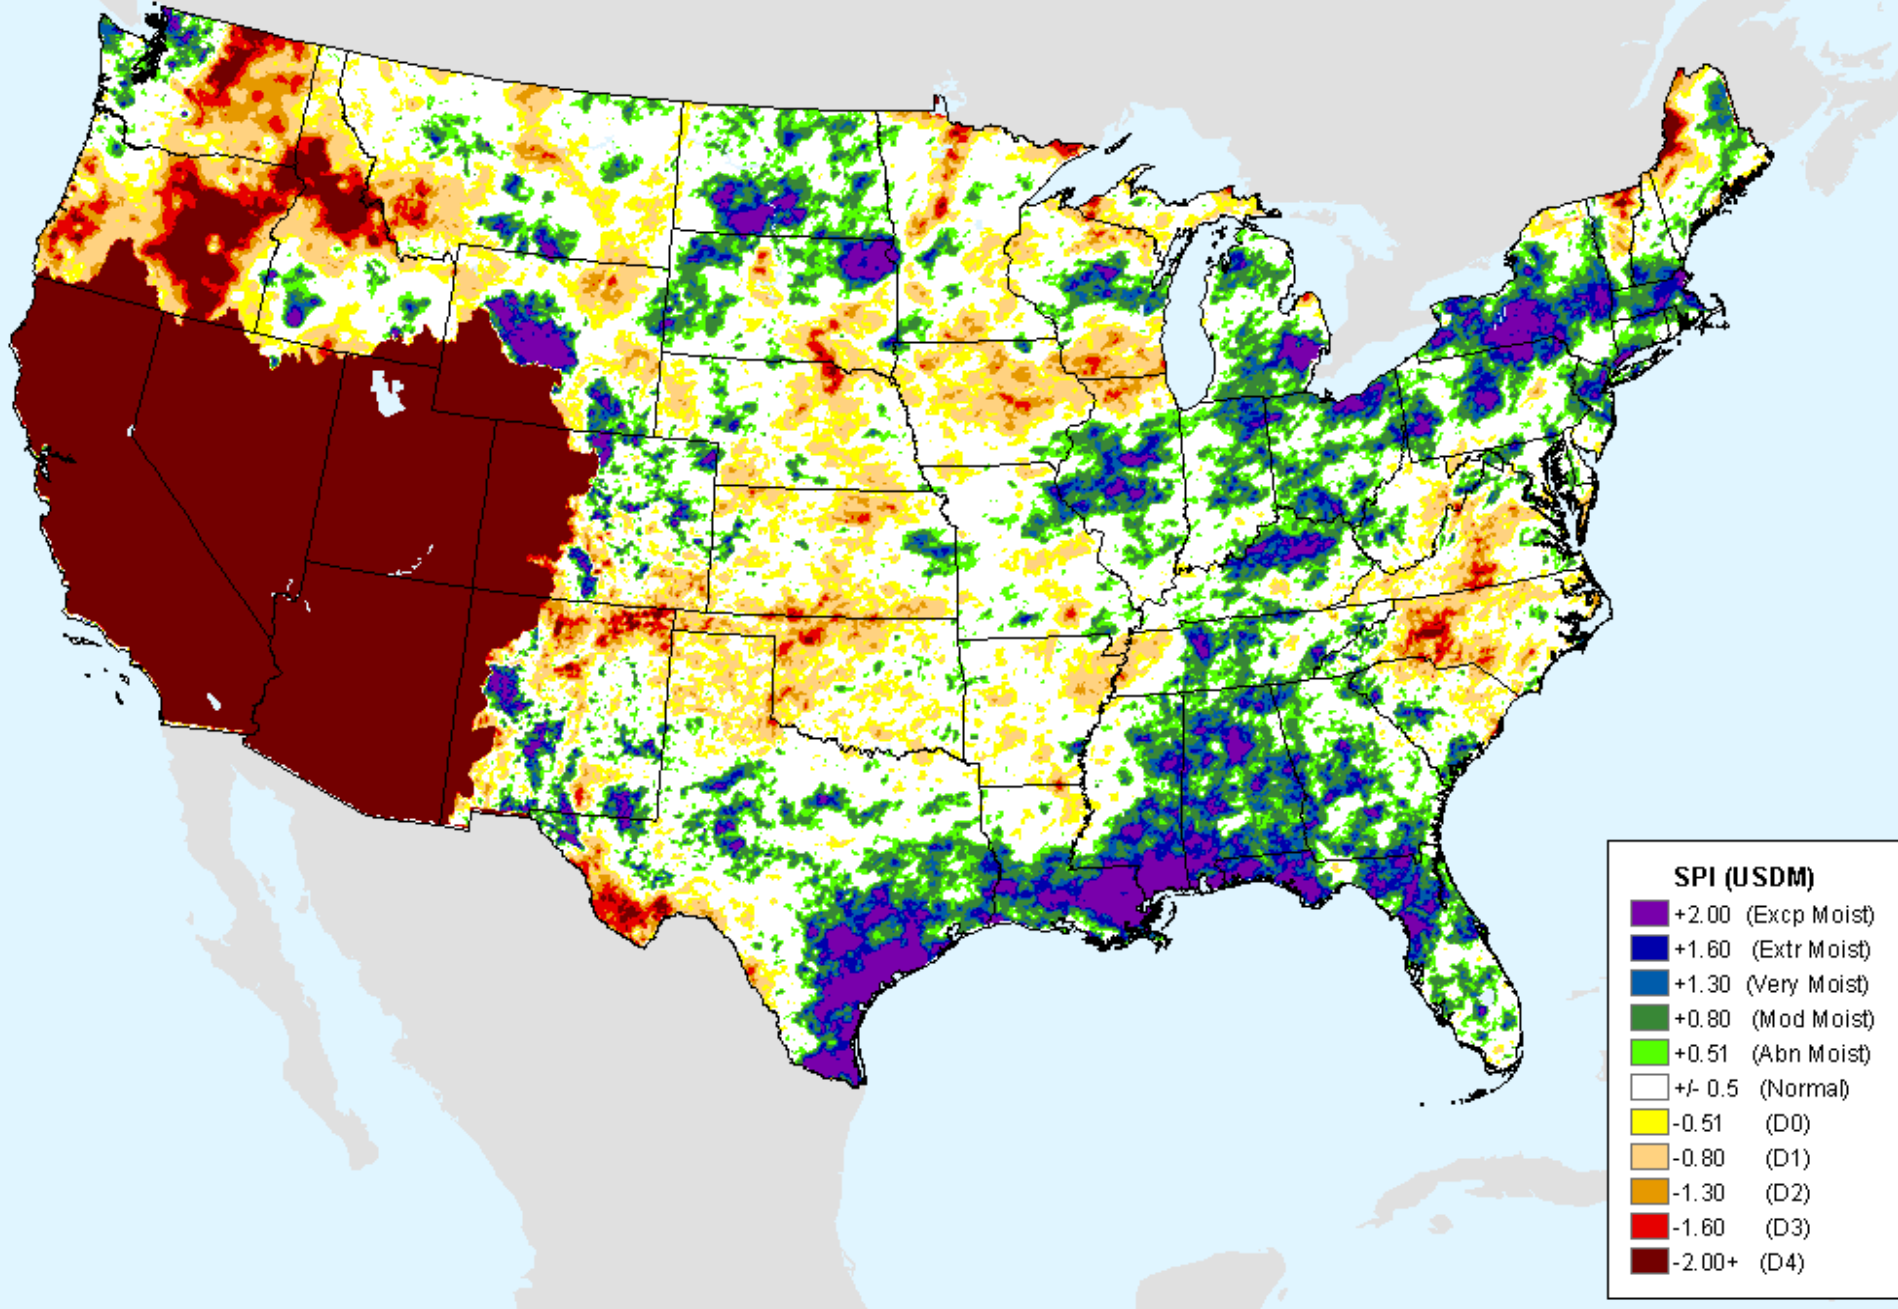 SPI (USDM)
+2.00 (Excp Moist)
+1.60 (Extr Moist)
+1.30 (Very Moist)
+0.80 (Mod Moist)
+0.51 (Abn Moist)
+/- 0.5 (Normal)
-0.51 (D0)
-0.80 (D1)
-1.30 (D2)
-1.60 (D3)
-2.00+ (D4)